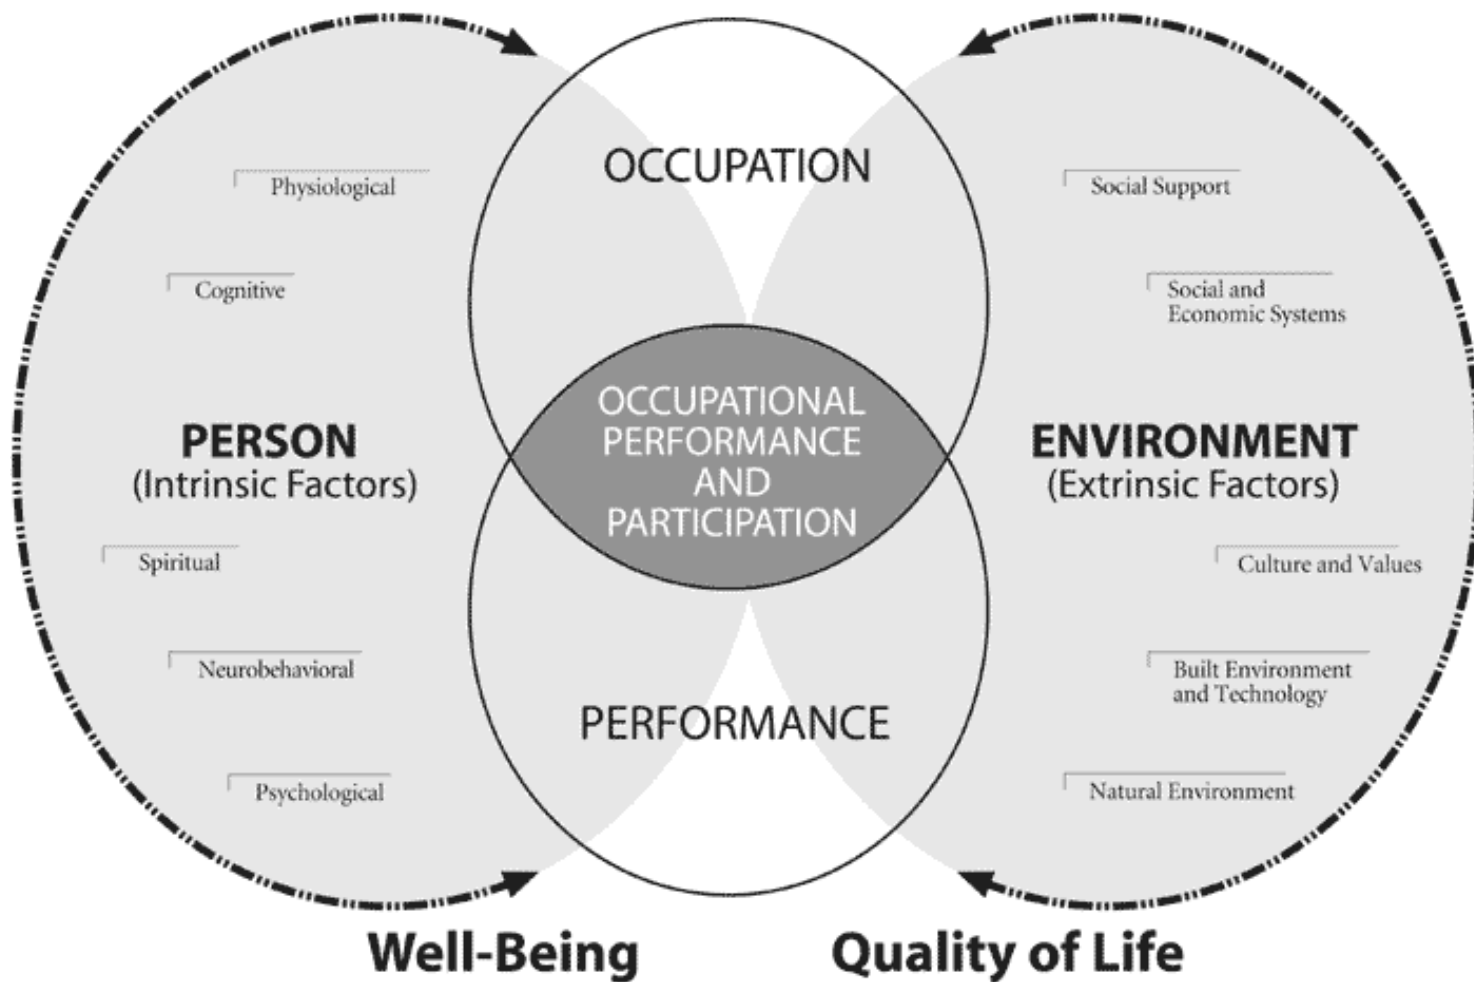 OCCUPATION
Physiological
Cognitive
PERSON
(Intrinsic Factors)
Spiritual
Neurobehavioral
Psychological
OCCUPATIONAL
PERFORMANCE
AND
PARTICIPATION
Social Support
Social and
Economic Systems
ENVIRONMENT
(Extrinsic Factors)
Culture and Values
Built Environment
and Technology
Natural Environment
PERFORMANCE
Well-Being
Quality of Life